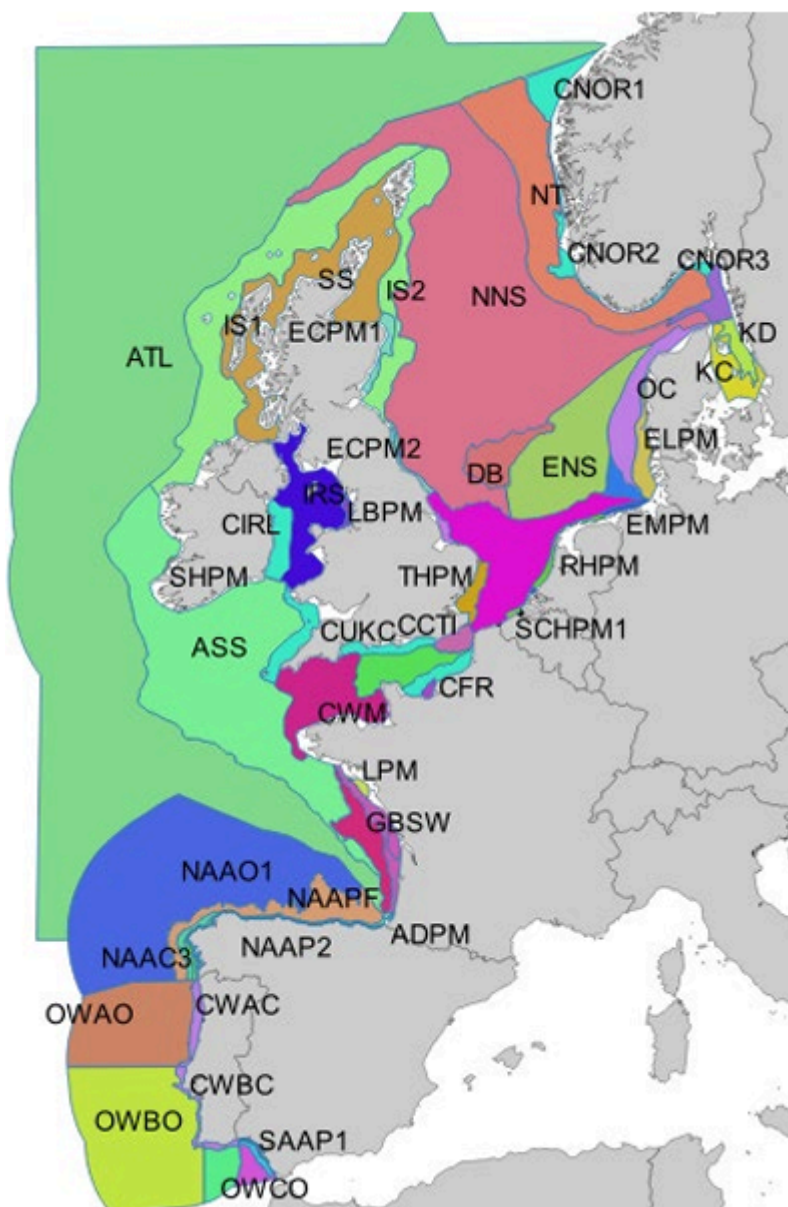 CNOR1
NT
CNOR2
CNOR3
SS
IS2
NNS
IS1
ECPM1
KD
ATL
KC
OC
ECPM2
ELPM
DB
ENS
IRS
LBPM
CIRL
EMPM
SHPM
THPM
RHPM
CUKC
CCTI
SCHPM1
ASS
CFR
CWM
LPM
GBSW
NAAO1
NAAPF
ADPM
NAAC3
NAAP2
OWAO
CWAC
CWBC
OWBO
SAAP1
OWCO